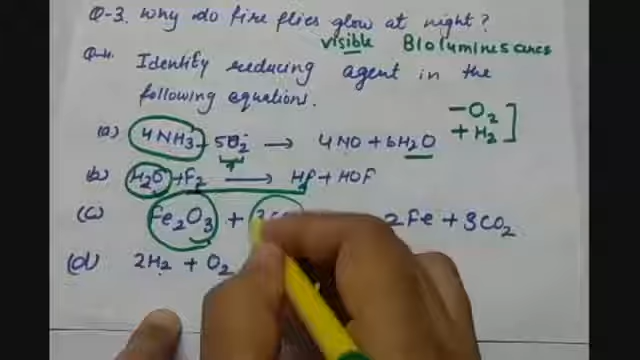 Q-3. Why do fire flies glow at night?
visible Bioluminescence
Q-4. Identify reducing agent in the
following equations.
-O₂
+H₂
(a) 4NH₃ + 5O₂ → 4NO + 6H₂O
(b) H₂O + F₂ → HF + HOF
(c) Fe₂O₃ + 3CO 2Fe + 3CO₂
(d) 2H₂ + O₂